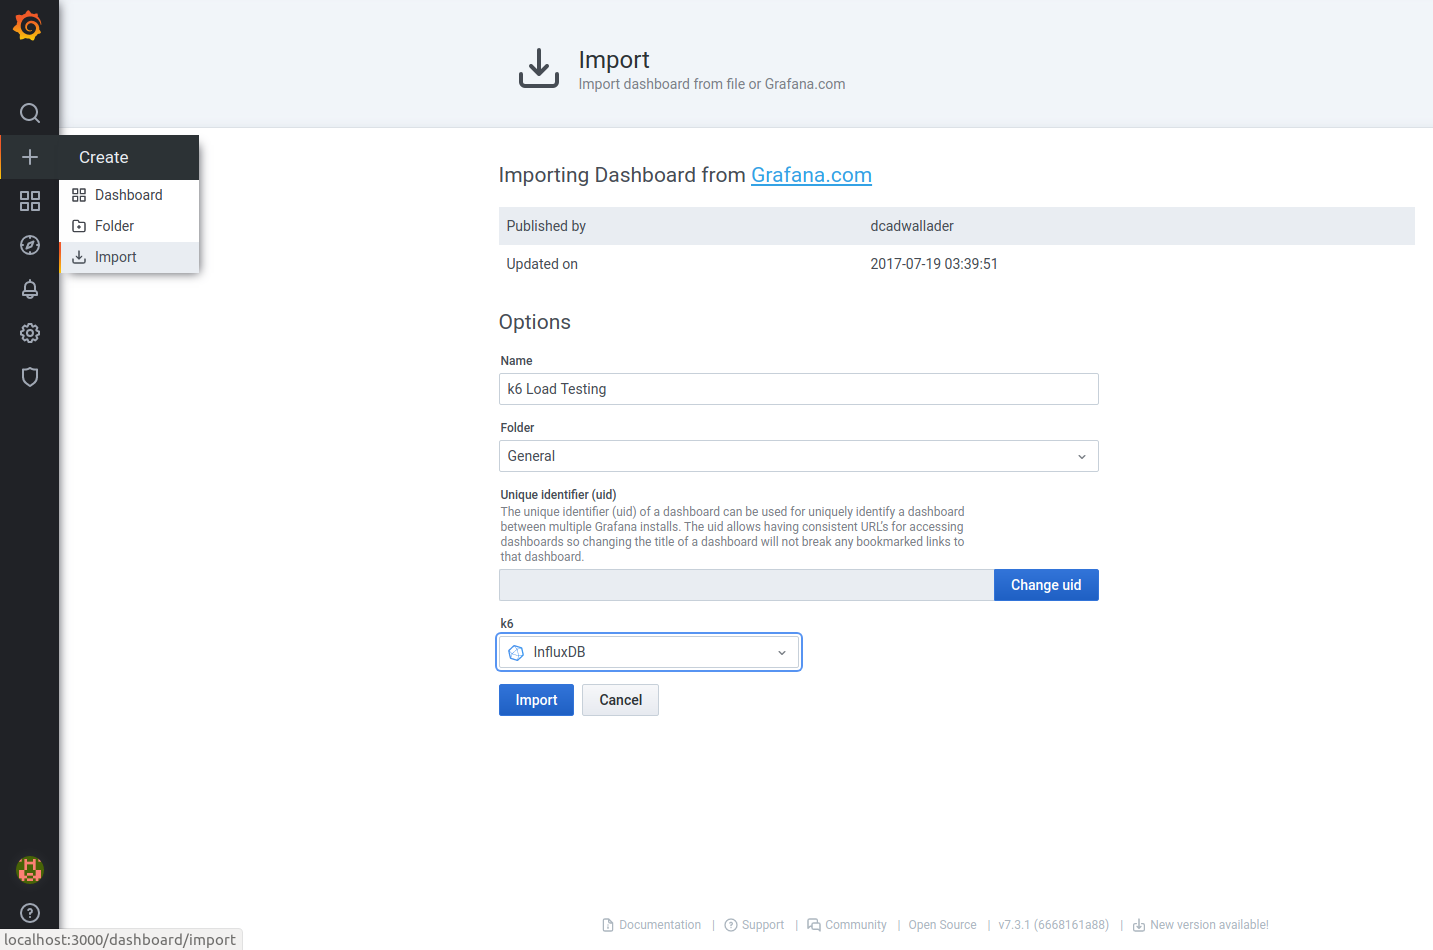 Import
Import dashboard from file or Grafana.com
Create
Dashboard
Folder
Import
Importing Dashboard from Grafana.com
Published by dcadwallader
Updated on 2017-07-19 03:39:51
Options
Name
k6 Load Testing
Folder
General
Unique identifier (uid)
The unique identifier (uid) of a dashboard can be used for uniquely identify a dashboard
between multiple Grafana installs. The uid allows having consistent URL's for accessing
dashboards so changing the title of a dashboard will not break any bookmarked links to
that dashboard.
Change uid
k6
InfluxDB
Import Cancel
Documentation | Support | Community | Open Source | v7.3.1 (6668161a88) | New version available!
localhost:3000/dashboard/import